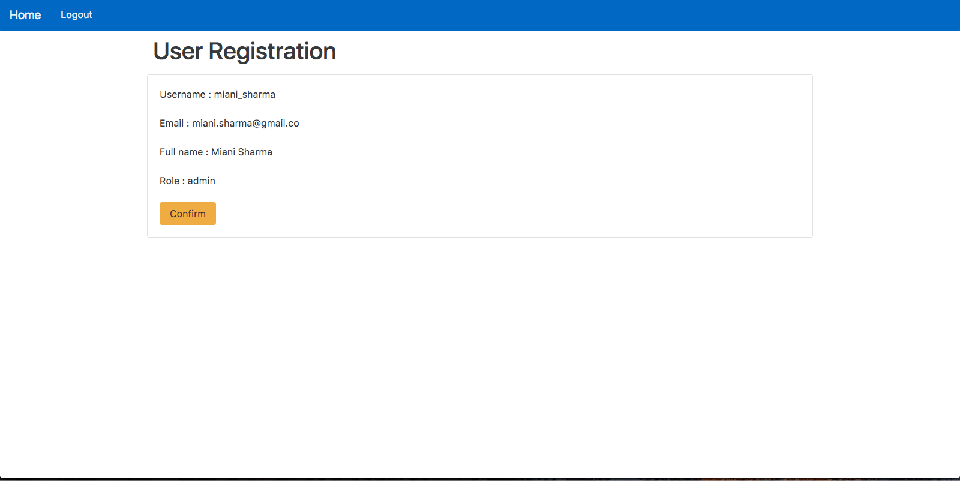 Home Logout
User Registration
Username : miani_sharma
Email : miani.sharma@gmail.co
Full name : Miani Sharma
Role : admin
Confirm